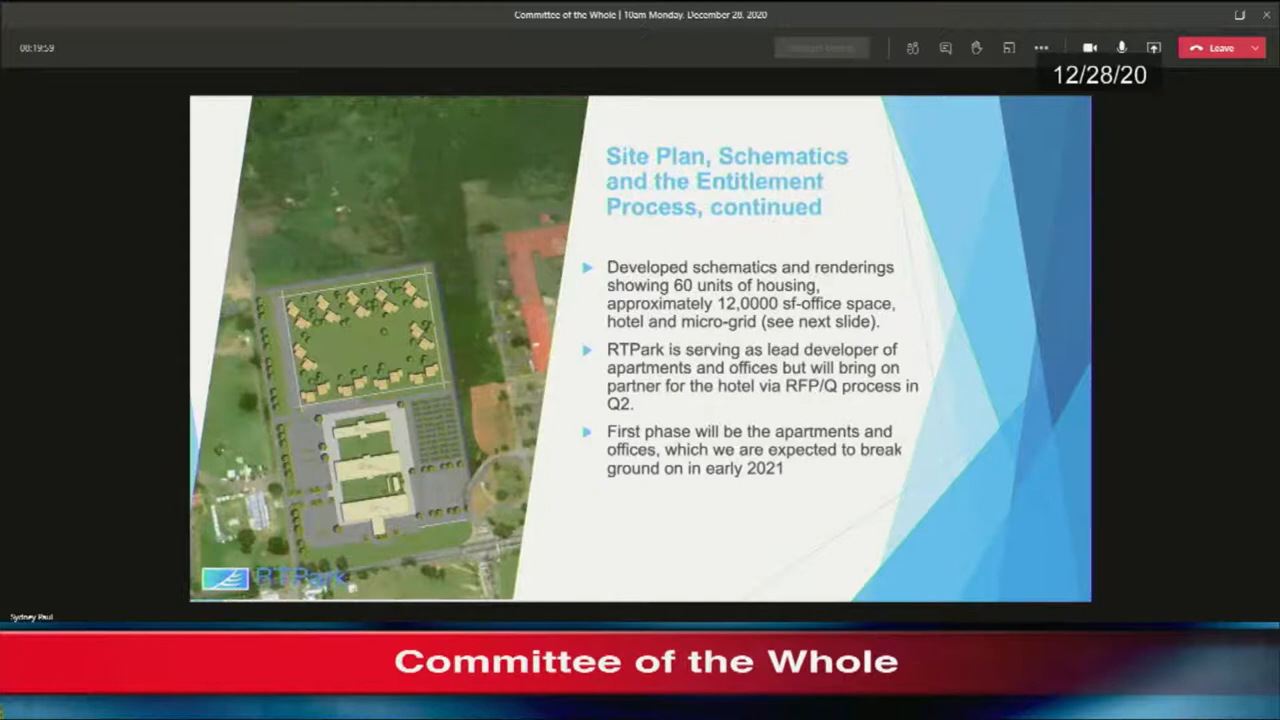 Committee of the Whole | 10am Monday, December 28, 2020
00:19:59
Leave
12/28/20
Site Plan, Schematics
and the Entitlement
Process, continued
Developed schematics and renderings
showing 60 units of housing,
approximately 12,0000 sf-office space,
hotel and micro-grid (see next slide).
RTPark is serving as lead developer of
apartments and offices but will bring on
partner for the hotel via RFP/Q process in
Q2.
First phase will be the apartments and
offices, which we are expected to break
ground on in early 2021
RTPark
Sydney Paul
Committee of the Whole